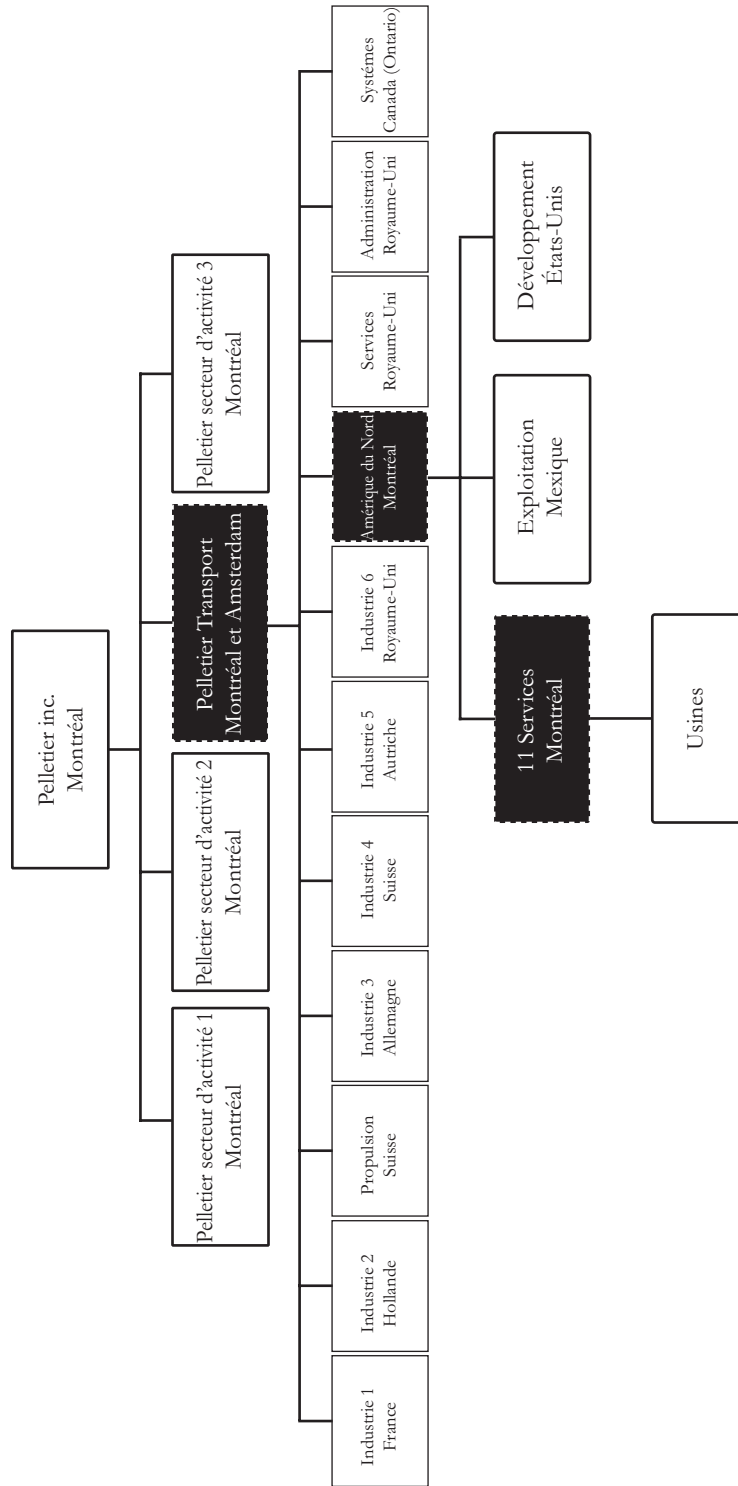 Pelletier inc.
Montréal
Pelletier secteur d'activité 1
Montréal
Pelletier secteur d'activité 2
Montréal
Pelletier Transport
Montréal et Amsterdam
Pelletier secteur d'activité 3
Montréal
Industrie 1
France
Industrie 2
Hollande
Propulsion
Suisse
Industrie 3
Allemagne
Industrie 4
Suisse
Industrie 5
Autriche
Industrie 6
Royaume-Uni
Amérique du Nord
Montréal
Services
Royaume-Uni
Administration
Royaume-Uni
Systémes
Canada (Ontario)
11 Services
Montréal
Exploitation
Mexique
Développement
États-Unis
Usines